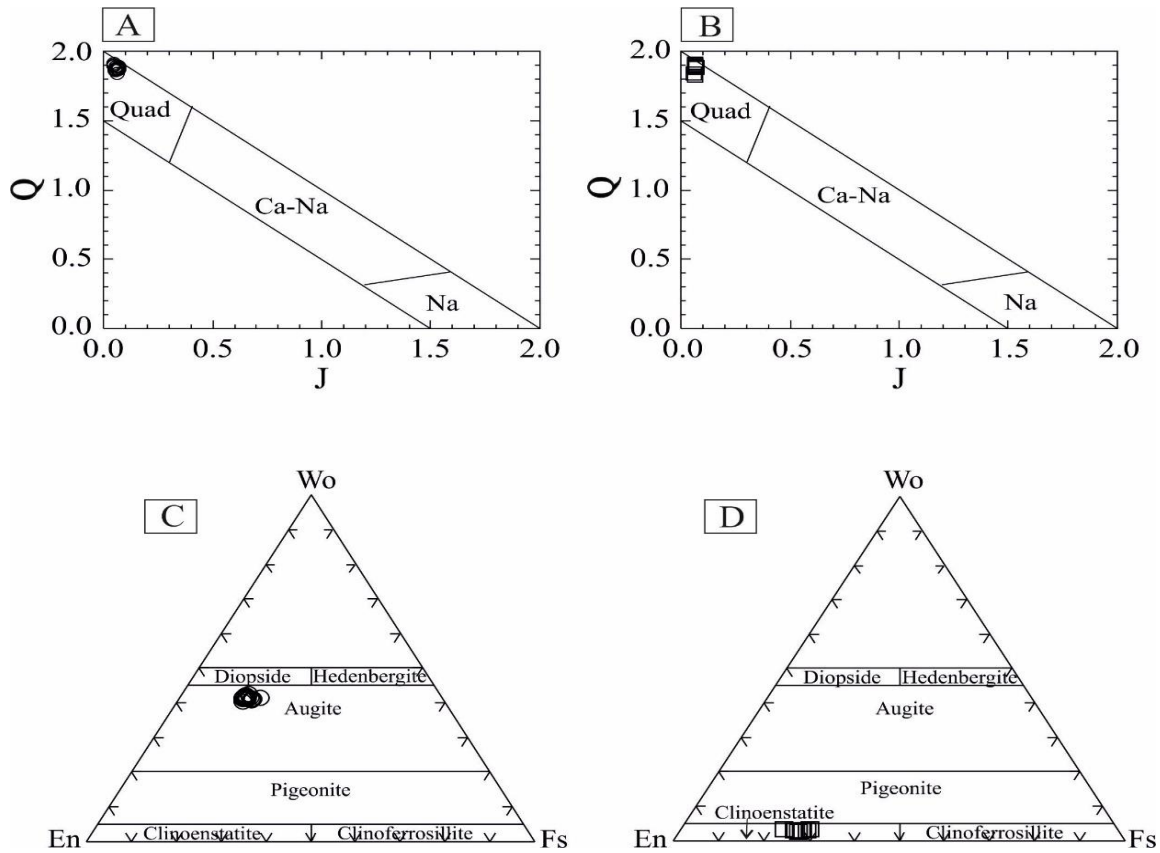 A
2.0
1.5
1.0
0.5
0.0
Q
Quad
Ca-Na
Na
0.0 0.5 1.0 1.5 2.0
J
B
2.0
1.5
1.0
0.5
0.0
Q
Quad
Ca-Na
Na
0.0 0.5 1.0 1.5 2.0
J
C
Wo
Diopside Hedenbergite
Augite
Pigeonite
Clinoenstatite Clinoferrosillite
En Fs
D
Wo
Diopside Hedenbergite
Augite
Pigeonite
Clinoenstatite
Clinoferrosillite
En Fs